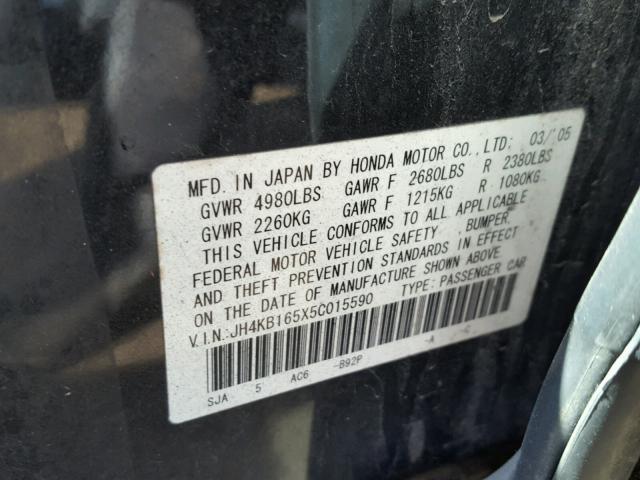 MFD. IN JAPAN BY HONDA MOTOR CO., LTD: 03/'05
GVWR 4980LBS GAWR F 2680LBS R 2380LBS
GVWR 2260KG GAWR F 1215KG R 1080KG
THIS VEHICLE CONFORMS TO ALL APPLICABLE
FEDERAL MOTOR VEHICLE SAFETY BUMPER,
AND THEFT PREVENTION STANDARDS IN EFFECT
ON THE DATE OF MANUFACTURE SHOWN ABOVE
V.I.N.:JH4KB165X5C015590 TYPE: PASSENGER CAR
SJA 5 AC6 -B92P -A -C